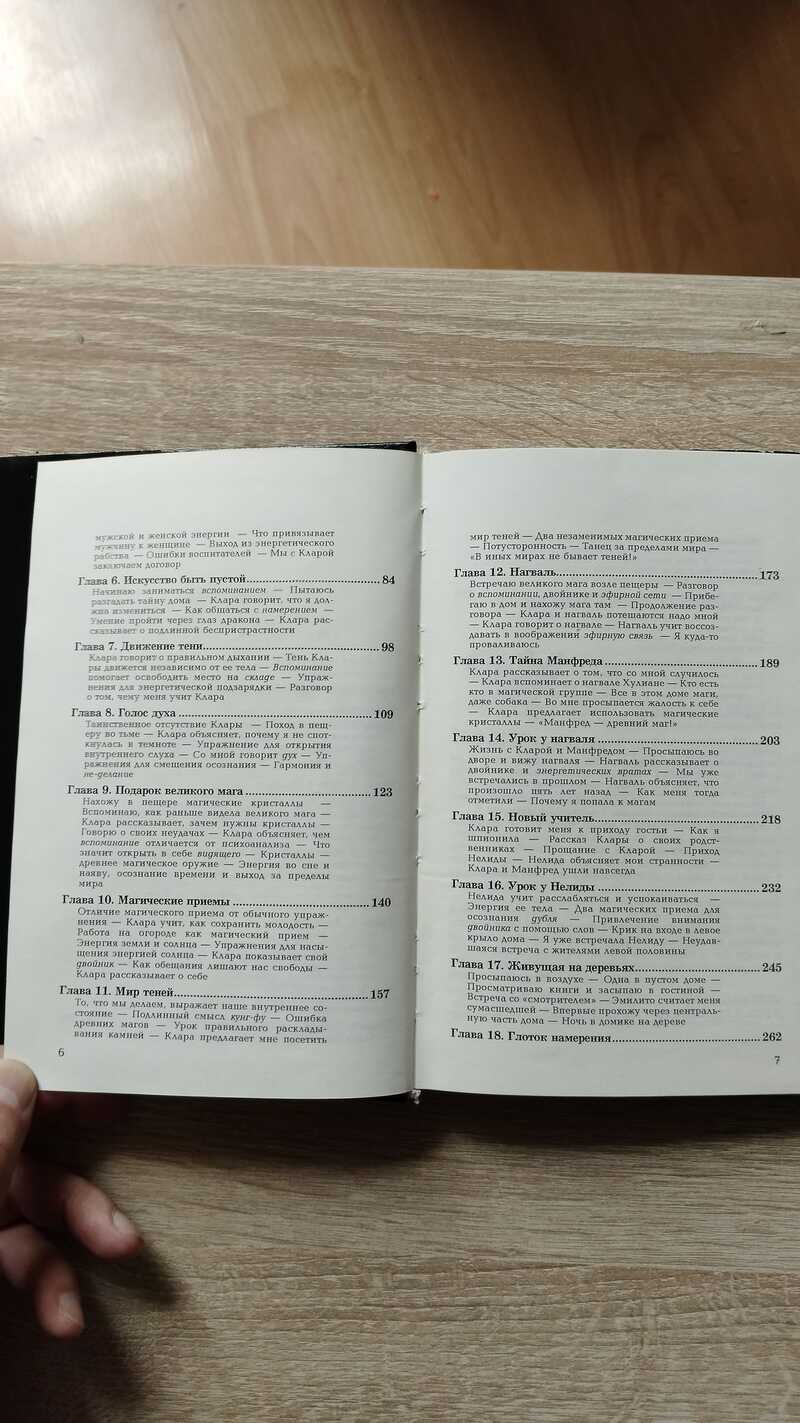 мужской и женской энергии — Что привязывает
мужчину к женщине — Выход из энергетического
рабства — Ошибки воспитателей — Мы с Кларой
заключаем договор
Глава 6. Искусство быть пустой..........84
Начинаю заниматься вспоминанием — Пытаюсь
разгадать тайну дома — Клара говорит, что я дол-
жна измениться — Как общаться с намерением —
Умение пройти через глаз дракона — Клара рас-
сказывает о подлинной беспристрастности
Глава 7. Движение тени..........98
Клара говорит о правильном дыхании — Тень Кла-
ры движется независимо от ее тела — Вспоминание
помогает освободить место на складе — Упраж-
нения для энергетической подзарядки — Разговор
о том, чему меня учит Клара
Глава 8. Голос духа..........109
Таинственное отсутствие Клары — Поход в пещ-
еру во тьме — Клара объясняет, почему я не спот-
кнулась в темноте — Упражнение для открытия
внутреннего слуха — Со мной говорит дух — Уп-
ражнения для смещения осознания — Гармония и
не-делание
Глава 9. Подарок великого мага..........123
Нахожу в пещере магические кристаллы —
Вспоминаю, как раньше видела великого мага —
Клара рассказывает, зачем нужны кристаллы —
Говорю о своих неудачах — Клара объясняет, чем
вспоминание отличается от психоанализа — Что
значит открыть в себе видящего — Кристаллы —
древнее магическое оружие — Энергия во сне и
наяву, осознание времени и выход за пределы
мира
Глава 10. Магические приемы..........140
Отличие магического приема от обычного упраж-
нения — Клара учит, как сохранить молодость —
Работа на огороде как магический прием —
Энергия земли и солнца — Упражнения для насы-
щения энергией солнца — Клара показывает свой
двойник — Как обещания лишают нас свободы —
Клара рассказывает о себе
Глава 11. Мир теней..........157
То, что мы делаем, выражает наше внутреннее со-
стояние — Подлинный смысл кунг-фу — Ошибка
древних магов — Урок правильного расклады-
вания камней — Клара предлагает мне посетить
6
мир теней — Два незаменимых магических приема
— Потусторонность — Танец за пределами мира —
«В иных мирах не бывает теней!»
Глава 12. Нагваль..........173
Встречаю великого мага возле пещеры — Разговор
о вспоминании, двойнике и эфирной сети — Прибе-
гаю в дом и нахожу мага там — Продолжение раз-
говора — Клара и нагваль потешаются надо мной
— Клара говорит о нагвале — Нагваль учит воссоз-
давать в воображении эфирную связь — Я куда-то
проваливаюсь
Глава 13. Тайна Манфреда..........189
Клара рассказывает о том, что со мной случилось
— Клара вспоминает о нагвале Хулиане — Кто есть
кто в магической группе — Все в этом доме маги,
даже собака — Во мне просыпается жалость к себе
— Клара предлагает использовать магические
кристаллы — «Манфред — древний маг!»
Глава 14. Урок у нагваля..........203
Жизнь с Кларой и Манфредом — Просыпаюсь во
дворе и вижу нагваля — Нагваль рассказывает о
двойнике и энергетических вратах — Мы уже
встречались в прошлом — Нагваль объясняет, что
произошло пять лет назад — Как меня тогда
отметили — Почему я попала к магам
Глава 15. Новый учитель..........218
Клара готовит меня к приходу гостьи — Как я
шпионила — Рассказ Клары о своих родст-
венниках — Прощание с Кларой — Приход
Нелиды — Нелида объясняет мои странности —
Клара и Манфред ушли навсегда
Глава 16. Урок у Нелиды..........232
Нелида учит расслабляться и успокаиваться —
Энергия ее тела — Два магических приема для
осознания дубля — Привлечение внимания
двойника с помощью слов — Крик на входе в левое
крыло дома — Я уже встречала Нелиду — Неудав-
шаяся встреча с жителями левой половины
Глава 17. Живущая на деревьях..........245
Просыпаюсь в воздухе — Одна в пустом доме —
Просматриваю книги и засыпаю в гостиной —
Встреча со «смотрителем» — Эмилито считает меня
сумасшедшей — Впервые прохожу через централь-
ную часть дома — Ночь в домике на дереве
Глава 18. Глоток намерения..........262
7